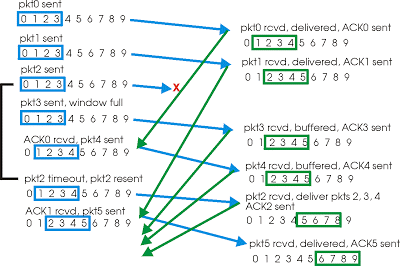 pkt0 sent
0 1 2 3 4 5 6 7 8 9
pkt1 sent
0 1 2 3 4 5 6 7 8 9
pkt2 sent
0 1 2 3 4 5 6 7 8 9
X
pkt3 sent, window full
0 1 2 3 4 5 6 7 8 9
ACK0 rcvd, pkt4 sent
0 1 2 3 4 5 6 7 8 9
pkt2 timeout, pkt2 resent
0 1 2 3 4 5 6 7 8 9
ACK1 rcvd, pkt5 sent
0 1 2 3 4 5 6 7 8 9
pkt0 rcvd, delivered, ACK0 sent
0 1 2 3 4 5 6 7 8 9
pkt1 rcvd, delivered, ACK1 sent
0 1 2 3 4 5 6 7 8 9
pkt3 rcvd, buffered, ACK3 sent
0 1 2 3 4 5 6 7 8 9
pkt4 rcvd, buffered, ACK4 sent
0 1 2 3 4 5 6 7 8 9
pkt2 rcvd, deliver pkts 2, 3, 4
ACK2 sent
0 1 2 3 4 5 6 7 8 9
pkt5 rcvd, delivered, ACK5 sent
0 1 2 3 4 5 6 7 8 9